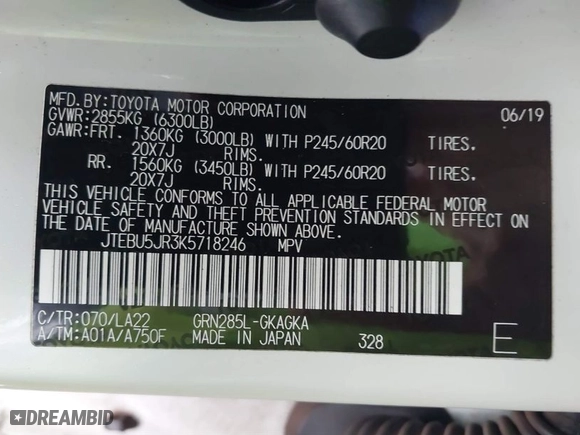 MFD.BY:TOYOTA MOTOR CORPORATION 06/19
GVWR:2855KG (6300LB)
GAWR:FRT. 1360KG (3000LB) WITH P245/60R20 TIRES.
20X7J RIMS.
RR. 1560KG (3450LB) WITH P245/60R20 TIRES.
20X7J RIMS.
THIS VEHICLE CONFORMS TO ALL APPLICABLE FEDERAL MOTOR
VEHICLE SAFETY AND THEFT PREVENTION STANDARDS IN EFFECT ON
THE DATE OF MANUFACTURE SHOWN ABOVE.
JTEBU5JR3K5718246 MPV
C/TR:070/LA22 GRN285L-GKAGKA
A/TM:A01A/A750F MADE IN JAPAN 328 E
DREAMBID